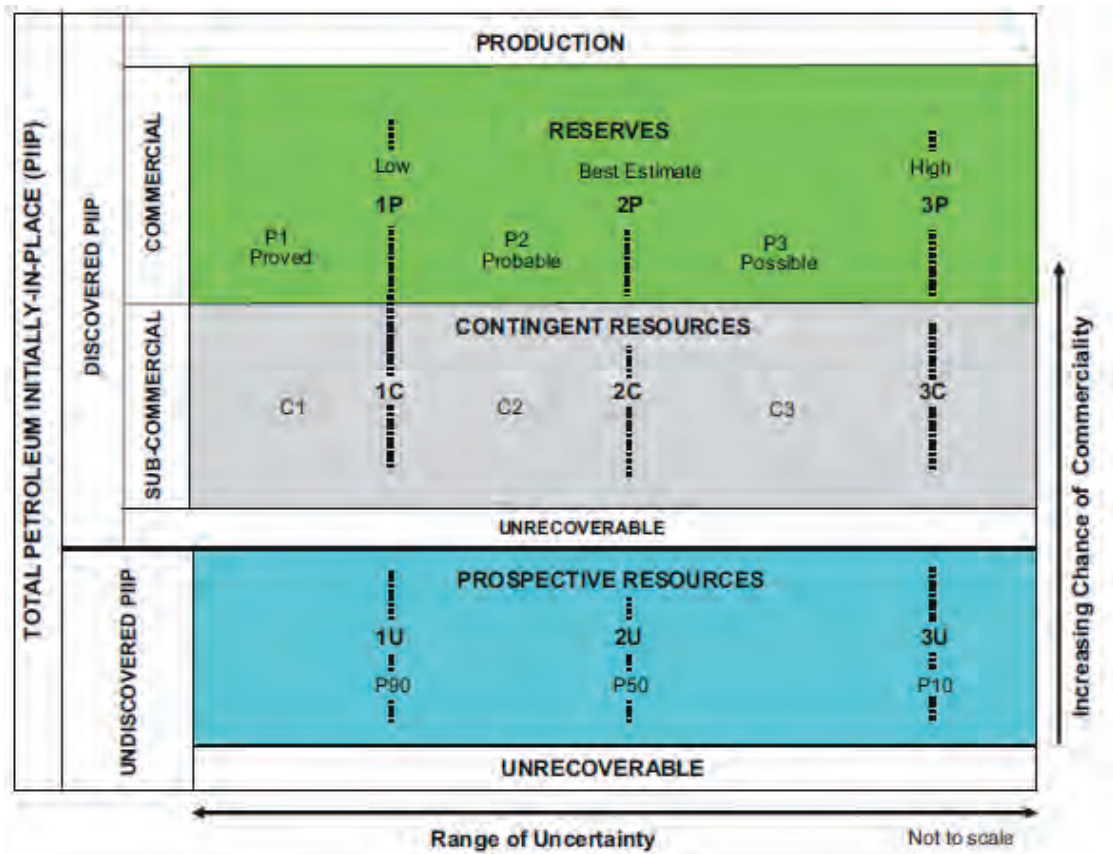 TOTAL PETROLEUM INITIALLY-IN-PLACE (PIIP)
DISCOVERED PIIP
UNDISCOVERED PIIP
COMMERCIAL
SUB-COMMERCIAL
PRODUCTION
RESERVES
Low
Best Estimate
High
1P
2P
3P
P1
Proved
P2
Probable
P3
Possible
CONTINGENT RESOURCES
1C
2C
3C
C1
C2
C3
UNRECOVERABLE
PROSPECTIVE RESOURCES
1U
2U
3U
P90
P50
P10
UNRECOVERABLE
Increasing Chance of Commerciality
Range of Uncertainty
Not to scale